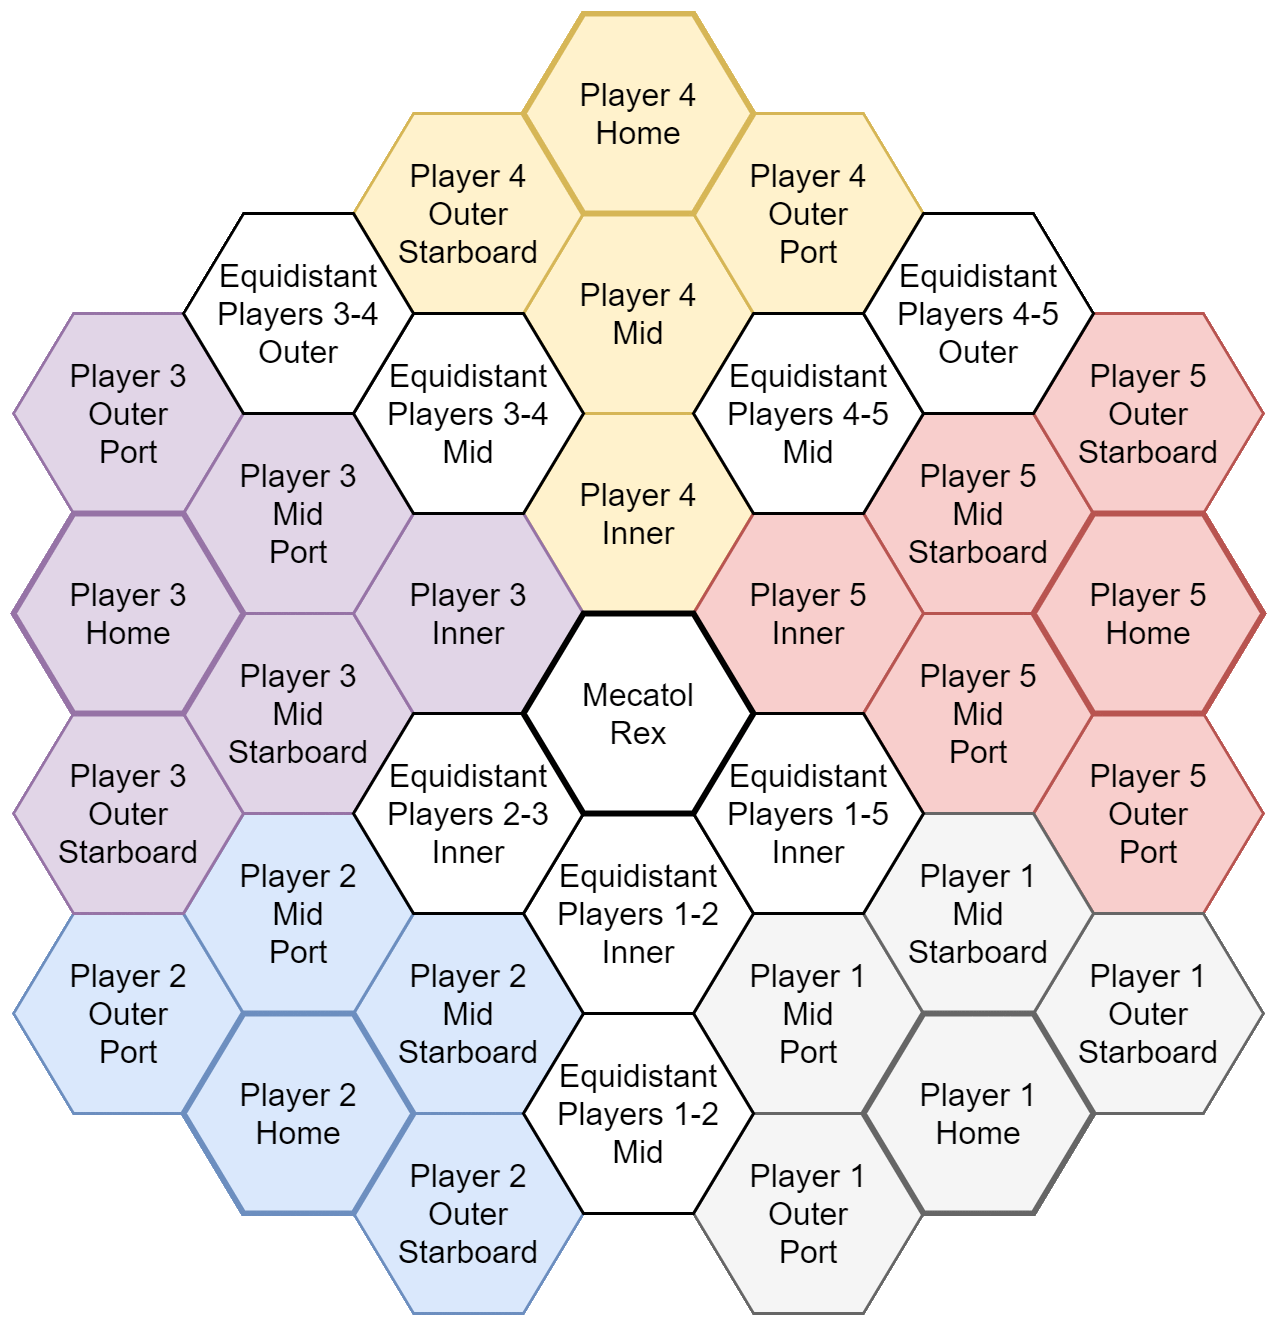 Player 4
Home
Player 4
Outer
Starboard
Player 4
Outer
Port
Equidistant
Players 3-4
Outer
Player 4
Mid
Equidistant
Players 4-5
Outer
Player 3
Outer
Port
Equidistant
Players 3-4
Mid
Equidistant
Players 4-5
Mid
Player 5
Outer
Starboard
Player 3
Mid
Port
Player 4
Inner
Player 5
Mid
Starboard
Player 3
Home
Player 3
Inner
Player 5
Inner
Player 5
Home
Player 3
Mid
Starboard
Mecatol
Rex
Player 5
Mid
Port
Player 3
Outer
Starboard
Equidistant
Players 2-3
Inner
Equidistant
Players 1-5
Inner
Player 5
Outer
Port
Player 2
Mid
Port
Equidistant
Players 1-2
Inner
Player 1
Mid
Starboard
Player 2
Outer
Port
Player 2
Mid
Starboard
Player 1
Mid
Port
Player 1
Outer
Starboard
Player 2
Home
Equidistant
Players 1-2
Mid
Player 1
Home
Player 2
Outer
Starboard
Player 1
Outer
Port